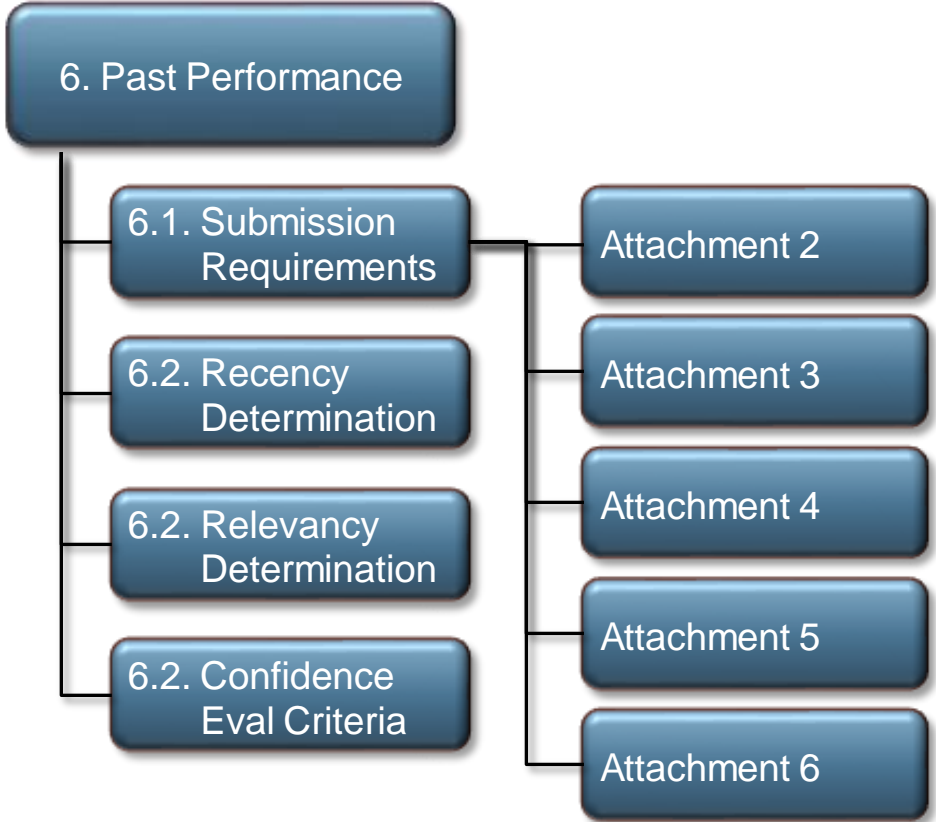 6. Past Performance
6.1. Submission
Requirements
6.2. Recency
Determination
6.2. Relevancy
Determination
6.2. Confidence
Eval Criteria
Attachment 2
Attachment 3
Attachment 4
Attachment 5
Attachment 6